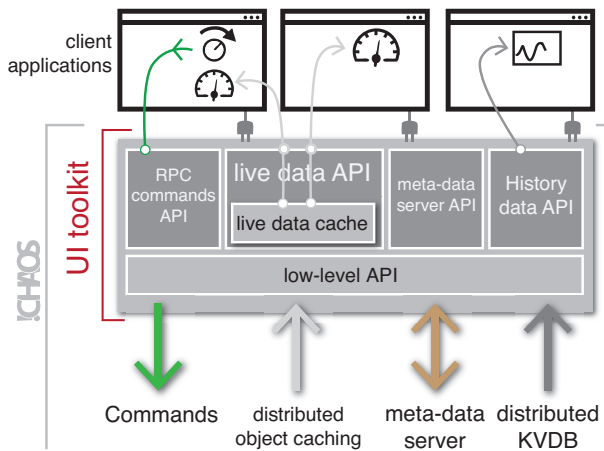 client
applications
RPC
commands
API
live data API
live data cache
meta-data
server API
History
data API
low-level API
UI toolkit
!CHAOS
Commands
distributed
object caching
meta-data
server
distributed
KVDB